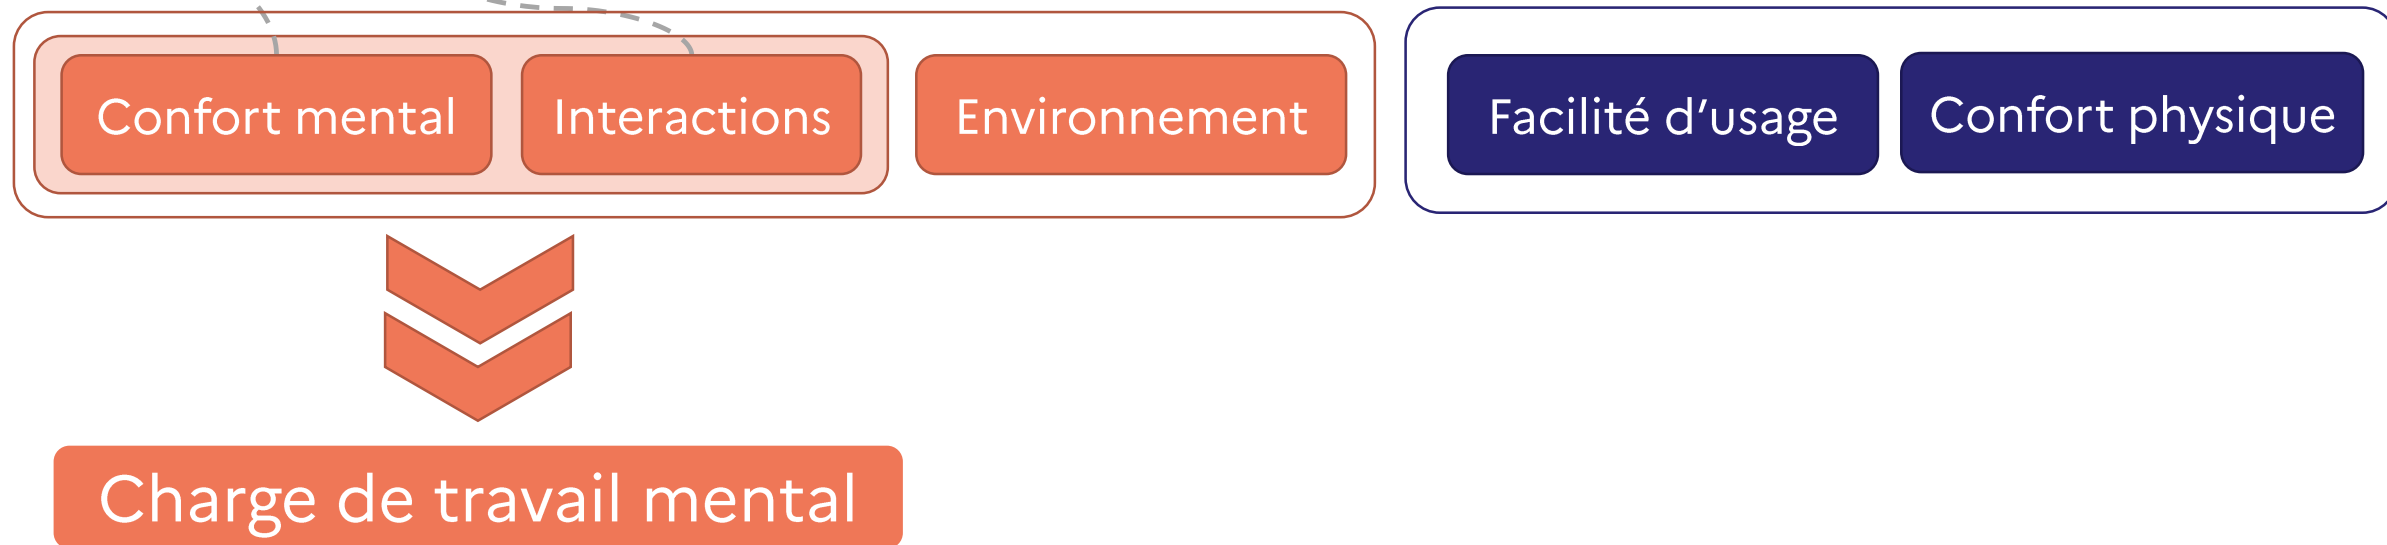 Confort mental
Interactions
Environnement
Facilité d’usage
Confort physique
Charge de travail mental